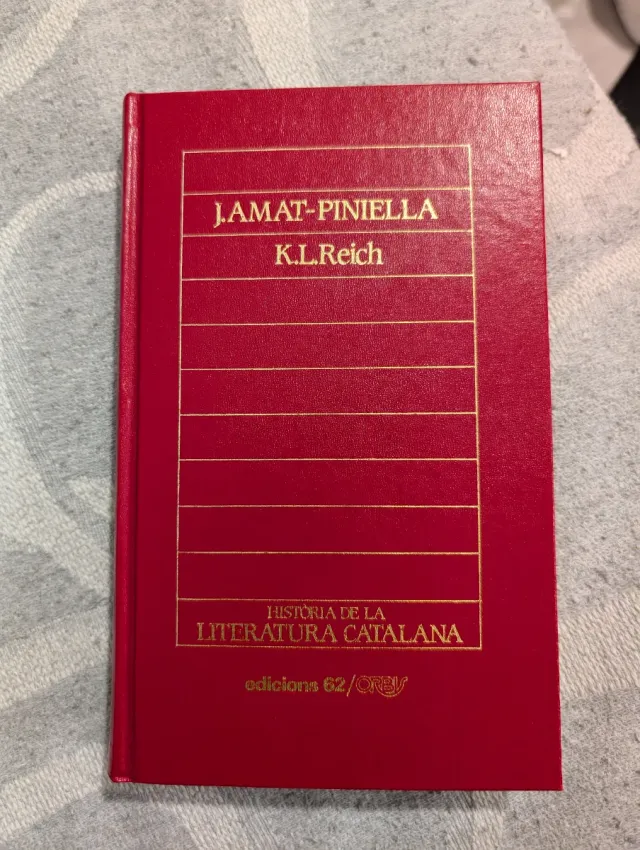 J.AMAT-PINIELLA
K.L.Reich
HISTÒRIA DE LA
LITERATURA CATALANA
edicions 62/ORBIS